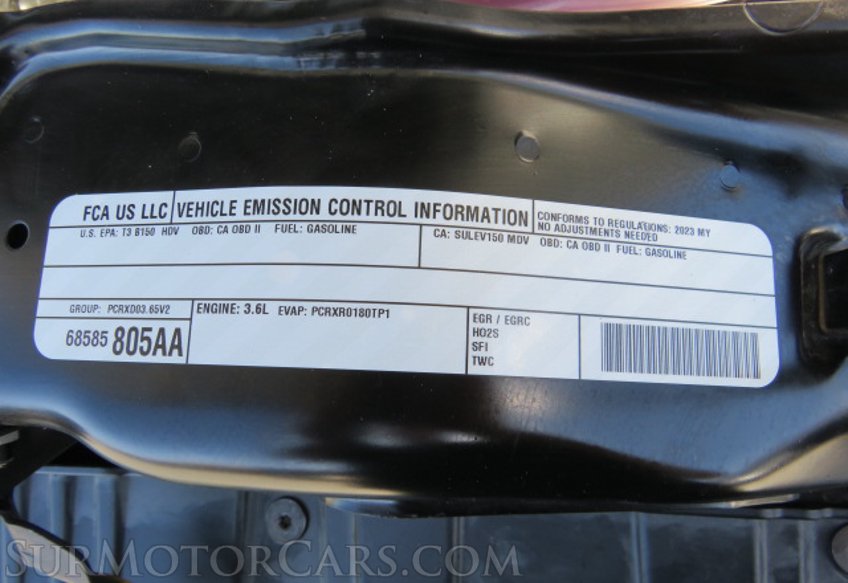 FCA US LLC VEHICLE EMISSION CONTROL INFORMATION
CONFORMS TO REGULATIONS: 2023 MY
NO ADJUSTMENTS NEEDED
U.S. EPA: T3 B150 HDV OBD: CA OBD II FUEL: GASOLINE
CA: SULEV150 MDV OBD: CA OBD II FUEL: GASOLINE
GROUP: PCRXD03.65V2
68585 805AA
ENGINE: 3.6L EVAP: PCRXR0180TP1
EGR / EGRC
HO2S
SFI
TWC
SURMOTORCARS.COM